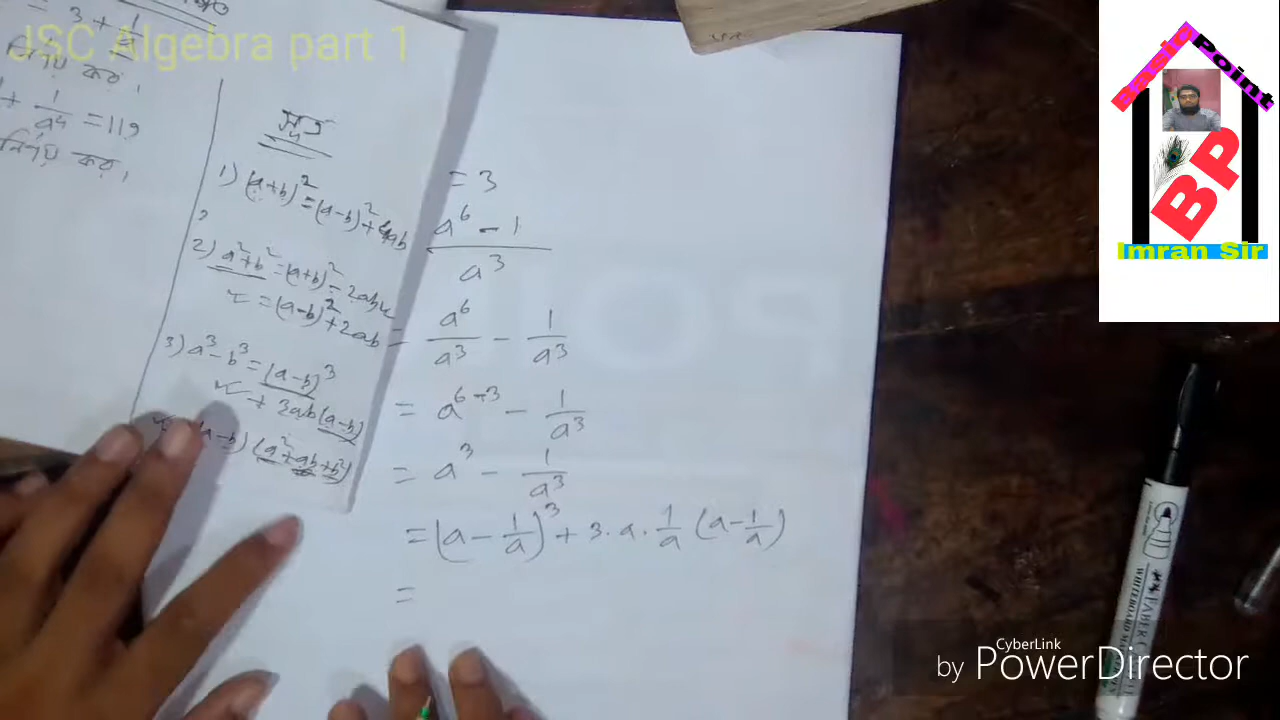 JSC Algebra part 1
3 + 1/a
নির্ণয় কর,
+ 1/a⁴ = 119
নির্ণয় কর,
সূত্র
1) (a+b)² = (a-b)² + 4ab
2) a²+b² = (a+b)² - 2ab
= (a-b)² + 2ab
3) a³-b³ = (a-b)³
+ 3ab(a-b)
(a-b) (a²+ab+b²)
= 3
a⁶ - 1
a³
= a⁶/a³ - 1/a³
= a⁶⁻³ - 1/a³
= a³ - 1/a³
= (a - 1/a)³ + 3.a.1/a (a - 1/a)
=
Basic Point
BP
Imran Sir
FABER
WHITEBOARD
CyberLink
by PowerDirector